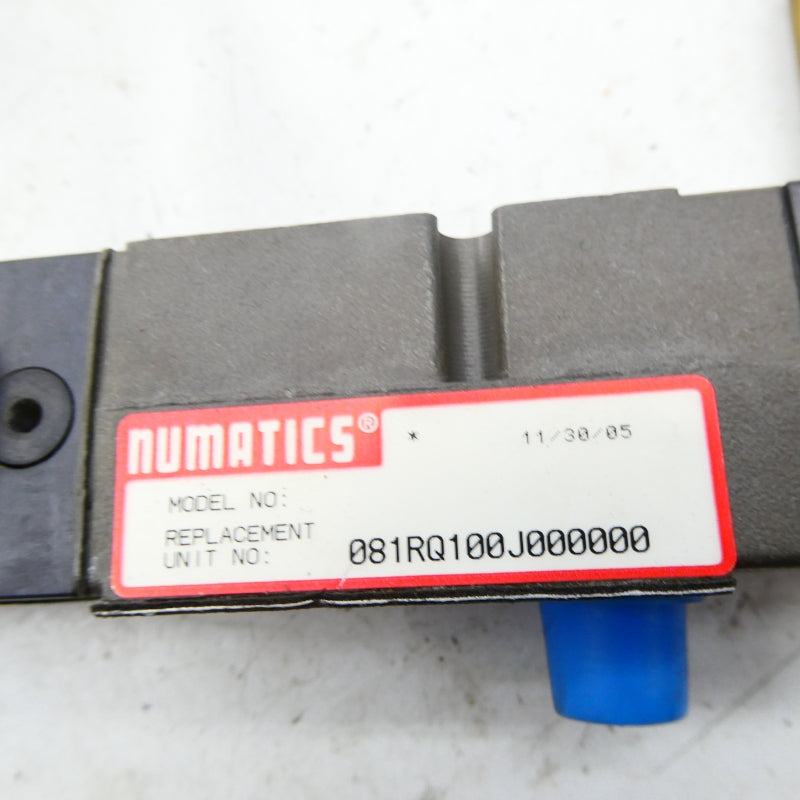 NUMATICS® * 11/30/05
MODEL NO:
REPLACEMENT
UNIT NO: 081RQ100J000000